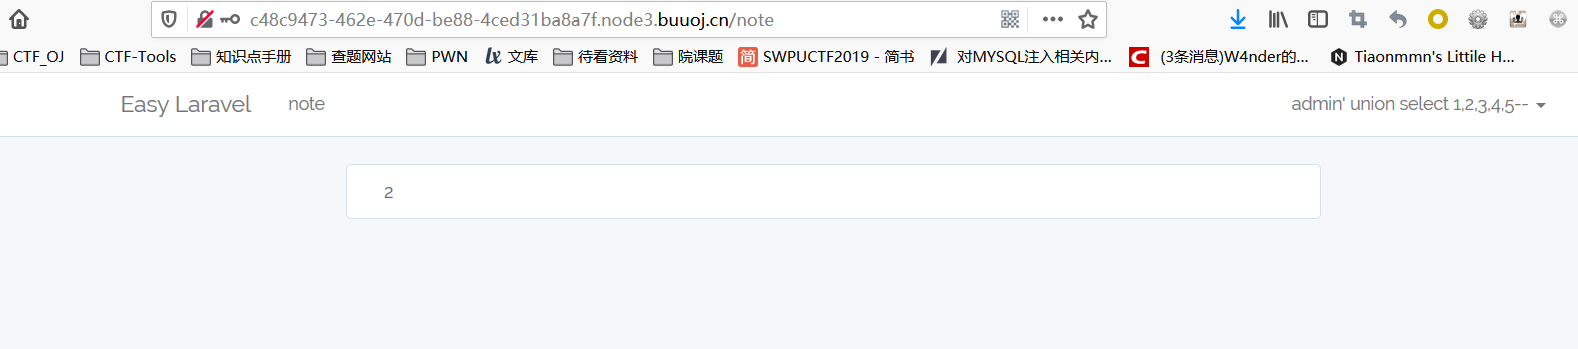 c48c9473-462e-470d-be88-4ced31ba8a7f.node3.buuoj.cn/note
CTF_OJ CTF-Tools 知识点手册 查题网站 PWN lx 文库 待看资料 院课题 简 SWPUCTF2019 - 简书 对MYSQL注入相关内... C (3条消息)W4nder的... N Tiaonmmn's Littile H...
Easy Laravel note admin' union select 1,2,3,4,5--
2